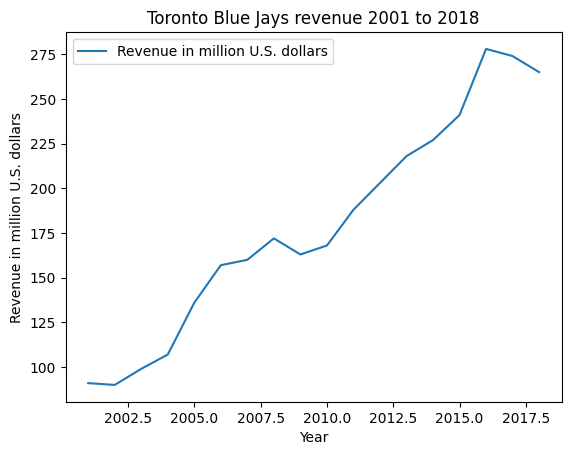 Toronto Blue Jays revenue 2001 to 2018
Revenue in million U.S. dollars
275
250
225
200
175
150
125
100
Revenue in million U.S. dollars
2002.5 2005.0 2007.5 2010.0 2012.5 2015.0 2017.5
Year